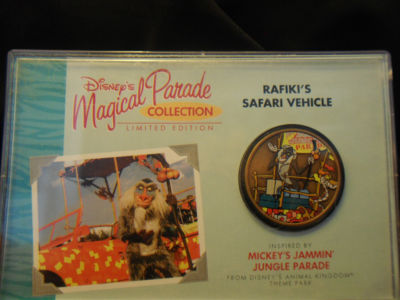 Disney's
Magical Parade
COLLECTION
LIMITED EDITION
RAFIKI'S
SAFARI VEHICLE
INSPIRED BY
MICKEY'S JAMMIN'
JUNGLE PARADE
FROM DISNEY'S ANIMAL KINGDOM®
THEME PARK